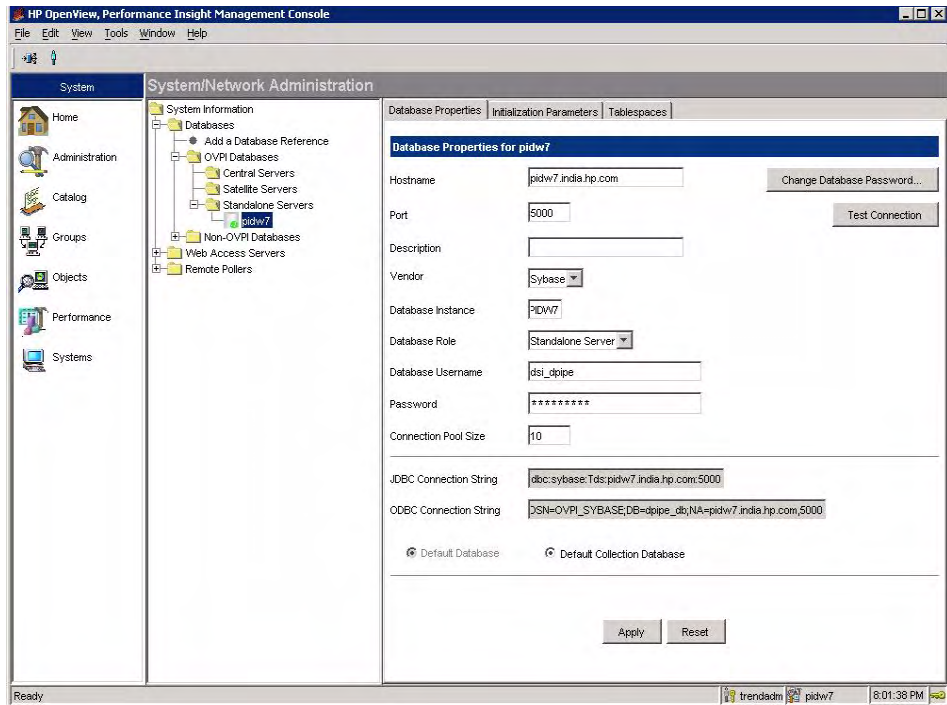 HP OpenView, Performance Insight Management Console
File Edit View Tools Window Help
System
Home
Administration
Catalog
Groups
Objects
Performance
Systems
System/Network Administration
System Information
Databases
Add a Database Reference
OVPI Databases
Central Servers
Satellite Servers
Standalone Servers
pidw7
Non-OVPI Databases
Web Access Servers
Remote Pollers
Database Properties Initialization Parameters Tablespaces
Database Properties for pidw7
Hostname pidw7.india.hp.com Change Database Password...
Port 5000 Test Connection
Description
Vendor Sybase
Database Instance PIDW7
Database Role Standalone Server
Database Username dsi_dpipe
Password *********
Connection Pool Size 10
JDBC Connection String dbc:sybase:Tds:pidw7.india.hp.com:5000
ODBC Connection String DSN=OVPI_SYBASE;DB=dpipe_db;NA=pidw7.india.hp.com,5000
Default Database Default Collection Database
Apply Reset
Ready trendadm pidw7 8:01:38 PM